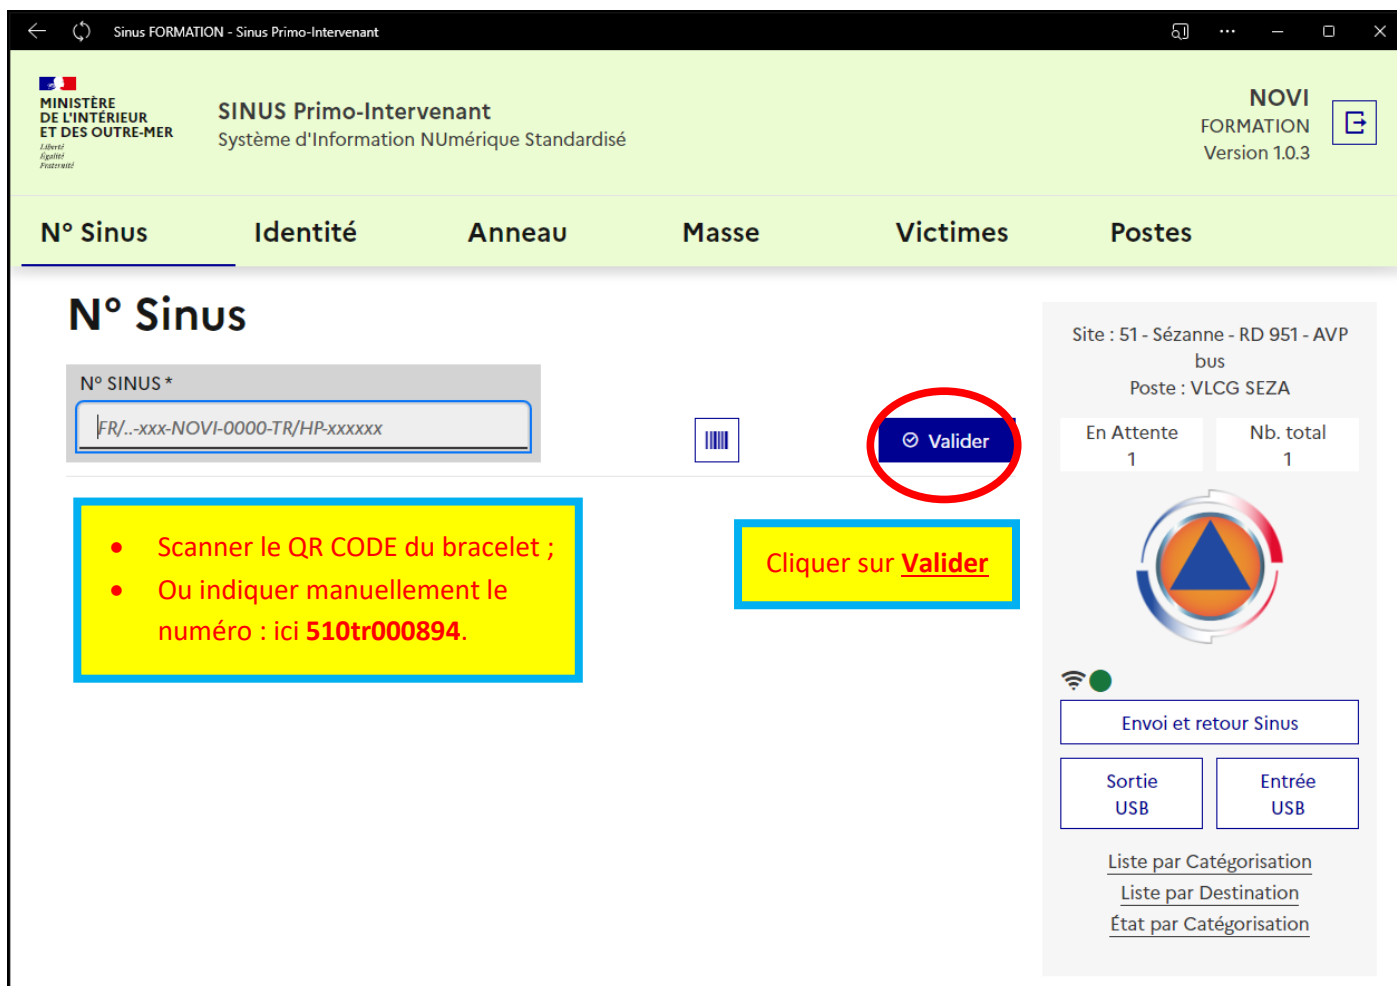 Sinus FORMATION - Sinus Primo-Intervenant
MINISTÈRE
DE L'INTÉRIEUR
ET DES OUTRE-MER
Liberté
Égalité
Fraternité
SINUS Primo-Intervenant
Système d'Information NUmérique Standardisé
NOVI
FORMATION
Version 1.0.3
N° Sinus Identité Anneau Masse Victimes Postes
N° Sinus
N° SINUS *
FR/..-xxx-NOVI-0000-TR/HP-xxxxxx
Valider
• Scanner le QR CODE du bracelet ;
• Ou indiquer manuellement le
numéro : ici 510tr000894.
Cliquer sur Valider
Site : 51 - Sézanne - RD 951 - AVP
bus
Poste : VLCG SEZA
En Attente
1
Nb. total
1
Envoi et retour Sinus
Sortie
USB
Entrée
USB
Liste par Catégorisation
Liste par Destination
État par Catégorisation